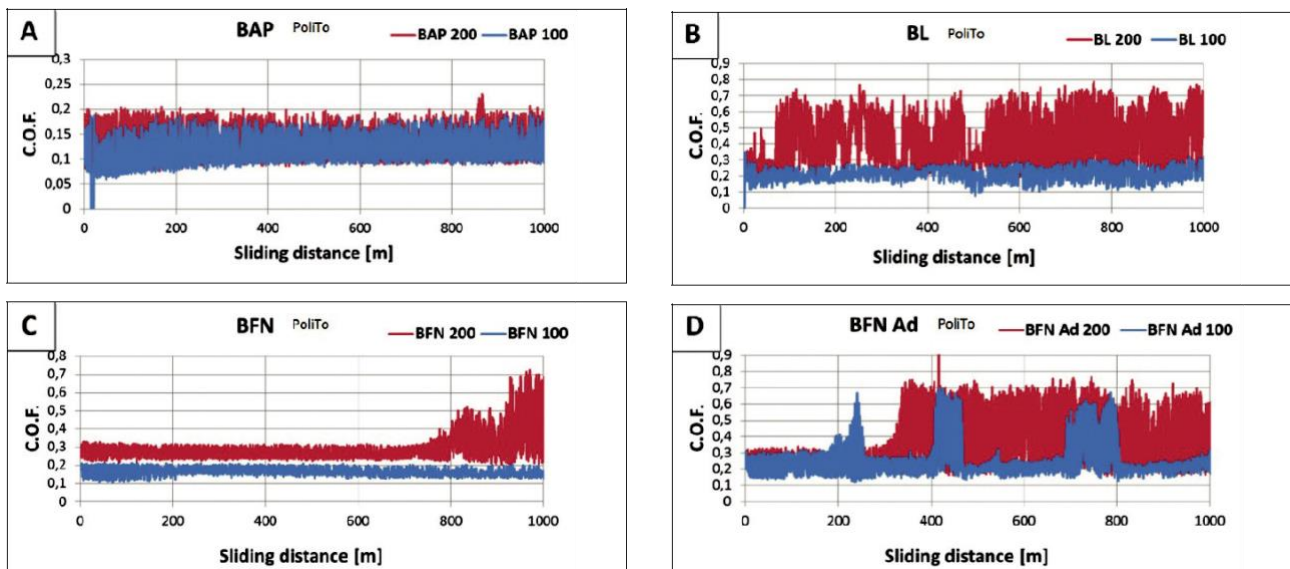 A
BAP PoliTo
BAP 200 BAP 100
0,3
0,25
0,2
0,15
0,1
0,05
0
C.O.F.
0 200 400 600 800 1000
Sliding distance [m]
B
BL PoliTo
BL 200 BL 100
0,9
0,8
0,7
0,6
0,5
0,4
0,3
0,2
0,1
0
C.O.F.
0 200 400 600 800 1000
Sliding distance [m]
C
BFN PoliTo
BFN 200 BFN 100
0,8
0,7
0,6
0,5
0,4
0,3
0,2
0,1
0
C.O.F.
0 200 400 600 800 1000
Sliding distance [m]
D
BFN Ad PoliTo
BFN Ad 200 BFN Ad 100
0,9
0,8
0,7
0,6
0,5
0,4
0,3
0,2
0,1
0
C.O.F.
0 200 400 600 800 1000
Sliding distance [m]